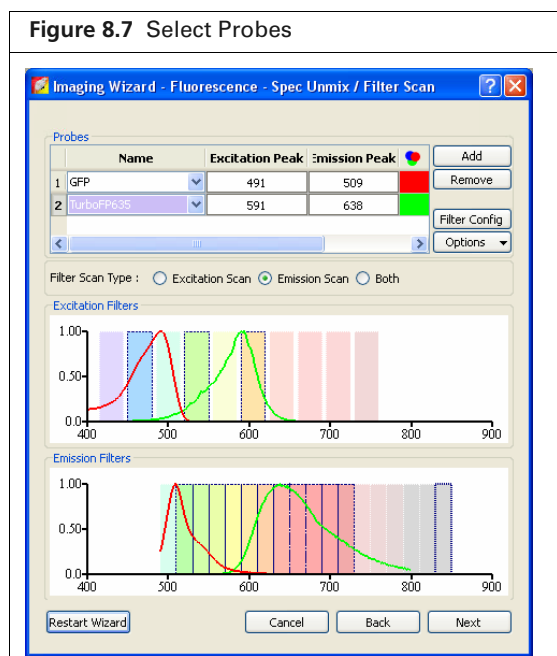 Figure 8.7 Select Probes
Imaging Wizard - Fluorescence - Spec Unmix / Filter Scan
Probes
Name Excitation Peak Emission Peak
Add
1 GFP 491 509
Remove
2 TurboFP635 591 638
Filter Config
Options
Filter Scan Type : Excitation Scan Emission Scan Both
Excitation Filters
1.00
0.50
0.0
400 500 600 700 800 900
Emission Filters
1.00
0.50
0.0
400 500 600 700 800 900
Restart Wizard Cancel Back Next